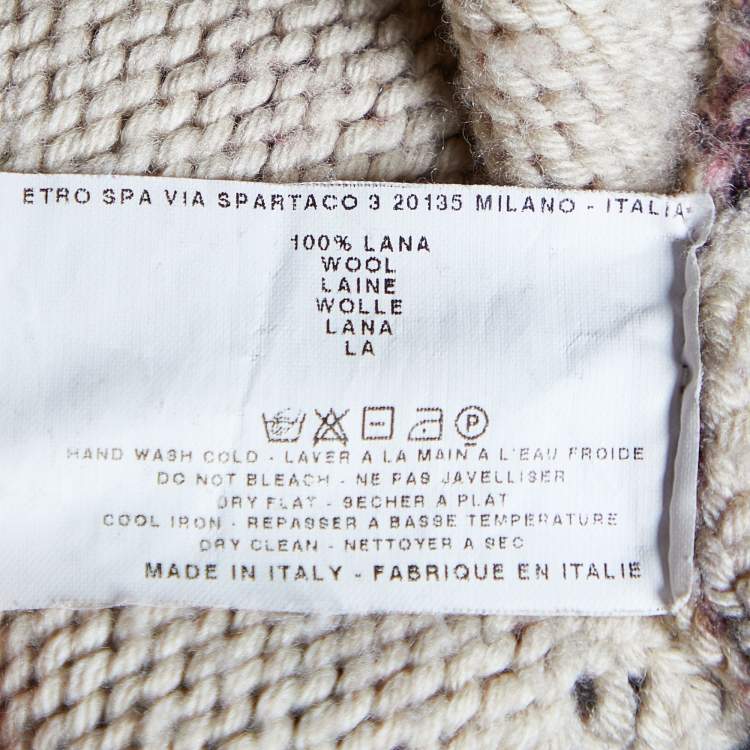 ETRO SPA VIA SPARTACO 3 20135 MILANO - ITALIA
100% LANA
WOOL
LAINE
WOLLE
LANA
LA
P
HAND WASH COLD - LAVER A LA MAIN A L'EAU FROIDE
DO NOT BLEACH - NE PAS JAVELLISER
DRY FLAT - SECHER A PLAT
COOL IRON - REPASSER A BASSE TEMPERATURE
DRY CLEAN - NETTOYER A SEC
MADE IN ITALY - FABRIQUE EN ITALIE